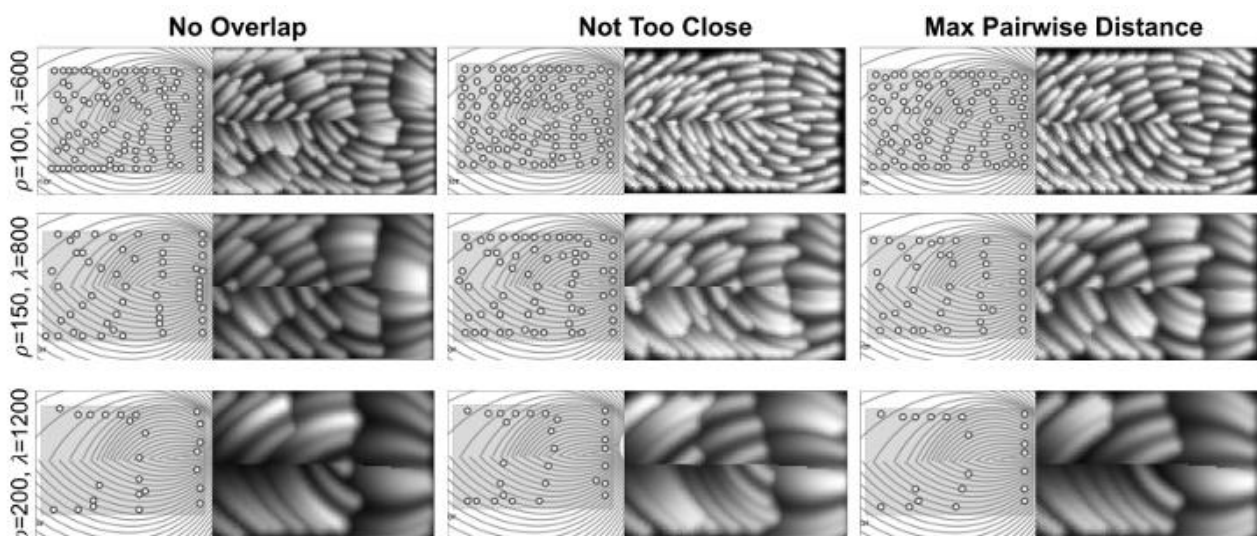 No Overlap Not Too Close Max Pairwise Distance
ρ=100, λ=600
ρ=150, λ=800
ρ=200, λ=1200